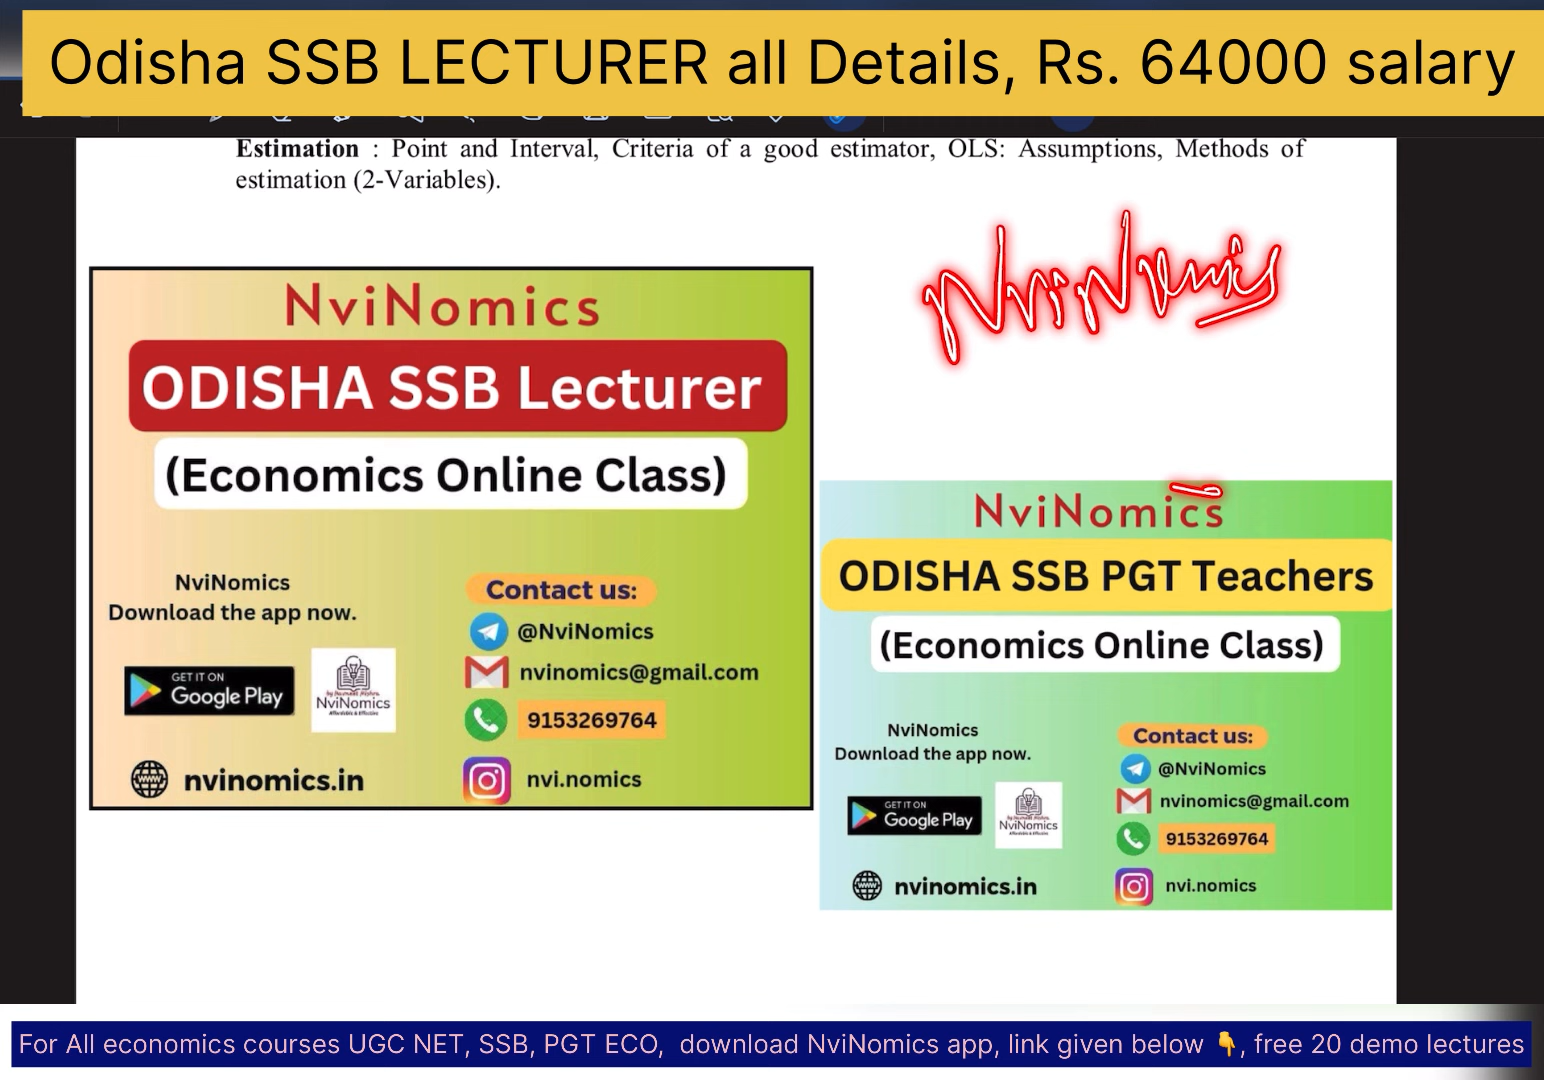 Odisha SSB LECTURER all Details, Rs. 64000 salary
Estimation : Point and Interval, Criteria of a good estimator, OLS: Assumptions, Methods of
estimation (2-Variables).
NviNomics
NviNomics
ODISHA SSB Lecturer
(Economics Online Class)
NviNomics
Download the app now.
GET IT ON
Google Play
NviNomics
Affordable & Effective
nvinomics.in
Contact us:
@NviNomics
nvinomics@gmail.com
9153269764
nvi.nomics
NviNomics
ODISHA SSB PGT Teachers
(Economics Online Class)
NviNomics
Download the app now.
GET IT ON
Google Play
NviNomics
Affordable & Effective
nvinomics.in
Contact us:
@NviNomics
nvinomics@gmail.com
9153269764
nvi.nomics
For All economics courses UGC NET, SSB, PGT ECO, download NviNomics app, link given below 👇, free 20 demo lectures